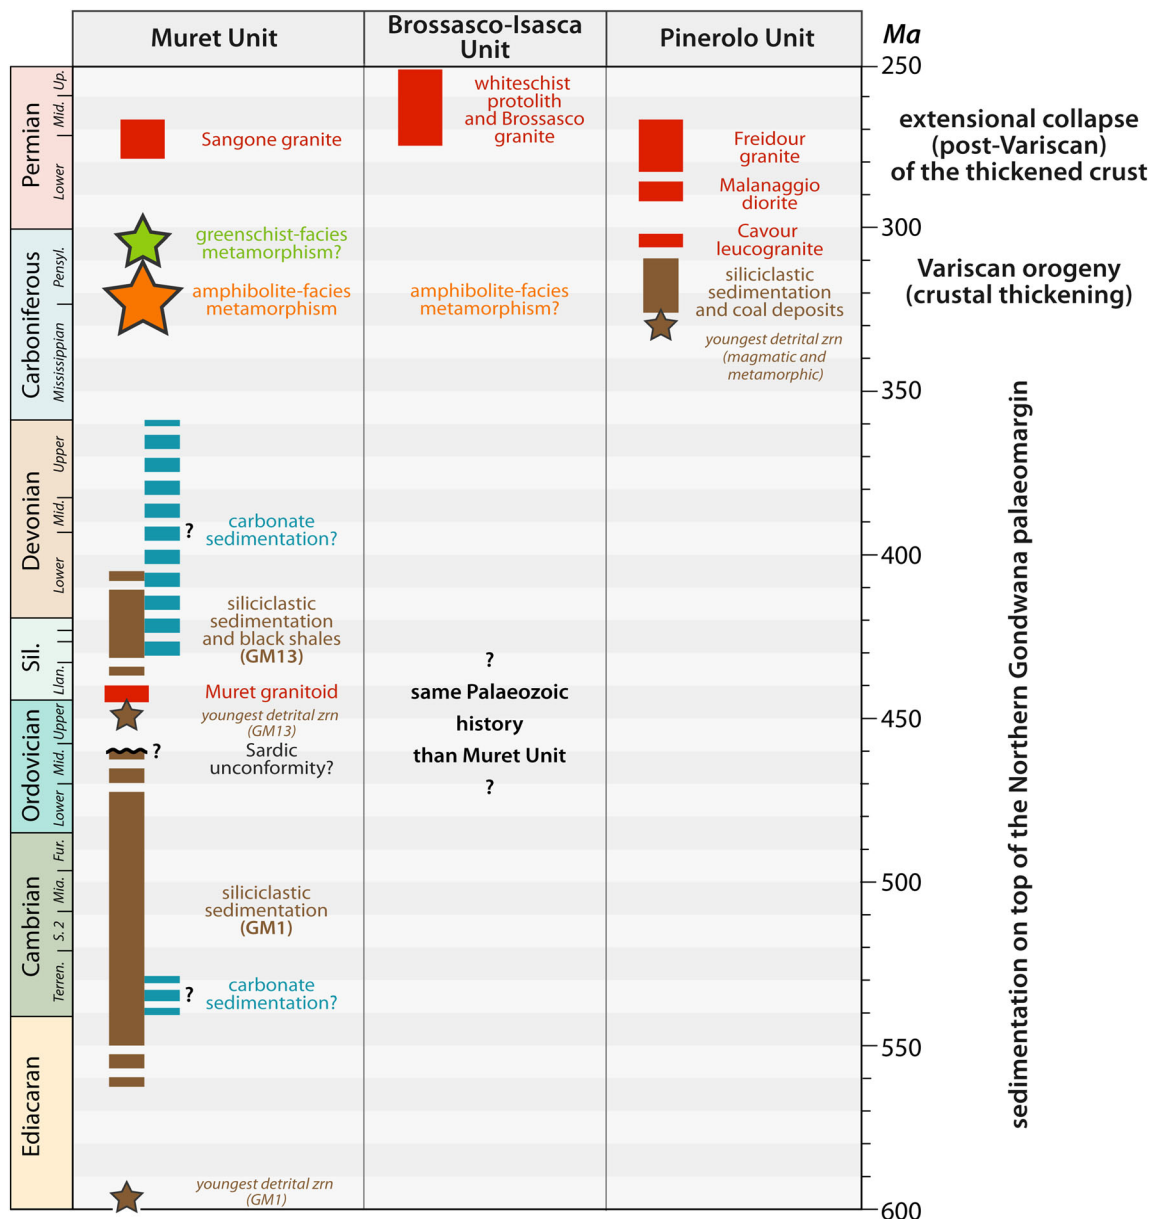 Muret Unit
Brossasco-Isasca
Unit
Pinerolo Unit
Ma
250
300
350
400
450
500
550
600
Permian
Up.
Mid.
Lower
Carboniferous
Pensyl.
Mississippian
Devonian
Upper
Mid.
Lower
Sil.
Llan.
Ordovician
Upper
Mid.
Lower
Cambrian
Fur.
Mia.
S. 2
Terren.
Ediacaran
Sangone granite
greenschist-facies
metamorphism?
amphibolite-facies
metamorphism
?
carbonate
sedimentation?
siliciclastic
sedimentation
and black shales
(GM13)
Muret granitoid
youngest detrital zrn
(GM13)
?
Sardic
unconformity?
siliciclastic
sedimentation
(GM1)
?
carbonate
sedimentation?
youngest detrital zrn
(GM1)
whiteschist
protolith
and Brossasco
granite
amphibolite-facies
metamorphism?
?
same Palaeozoic
history
than Muret Unit
?
Freidour
granite
Malanaggio
diorite
Cavour
leucogranite
siliciclastic
sedimentation
and coal deposits
youngest detrital zrn
(magmatic and
metamorphic)
extensional collapse
(post-Variscan)
of the thickened crust
Variscan orogeny
(crustal thickening)
sedimentation on top of the Northern Gondwana palaeomargin